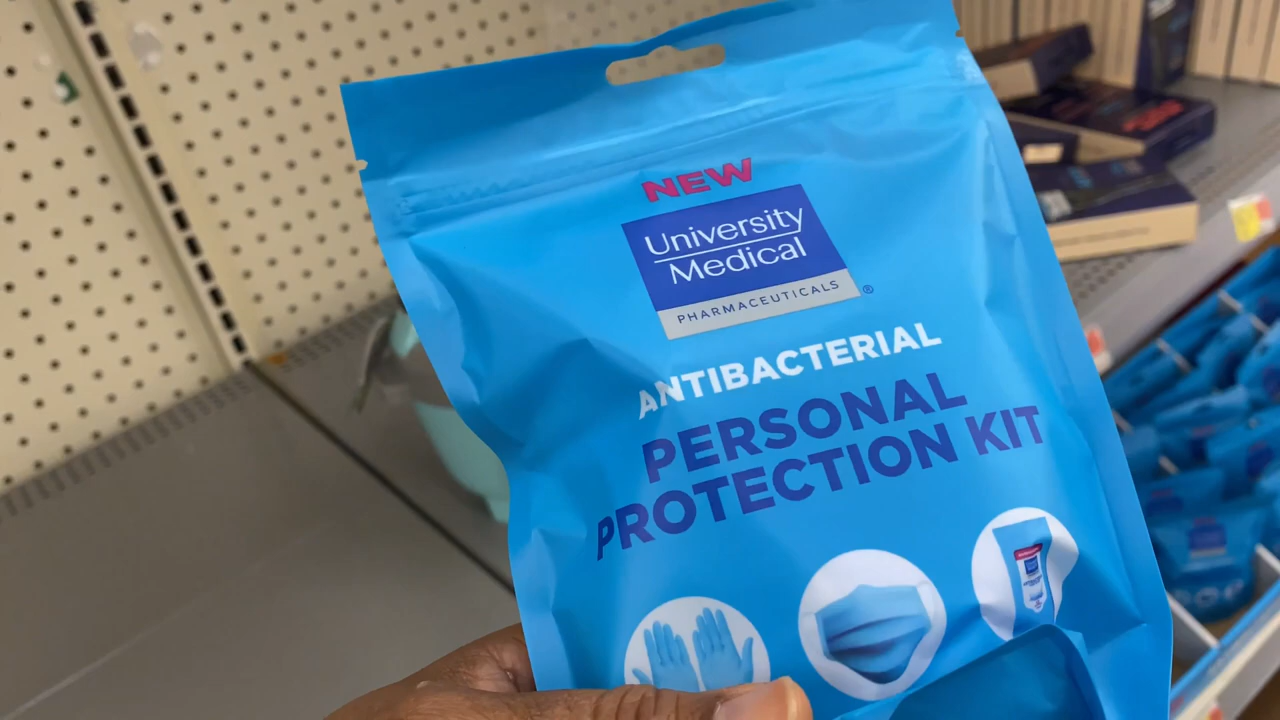 NEW
University
Medical
PHARMACEUTICALS®
ANTIBACTERIAL
PERSONAL
PROTECTION KIT